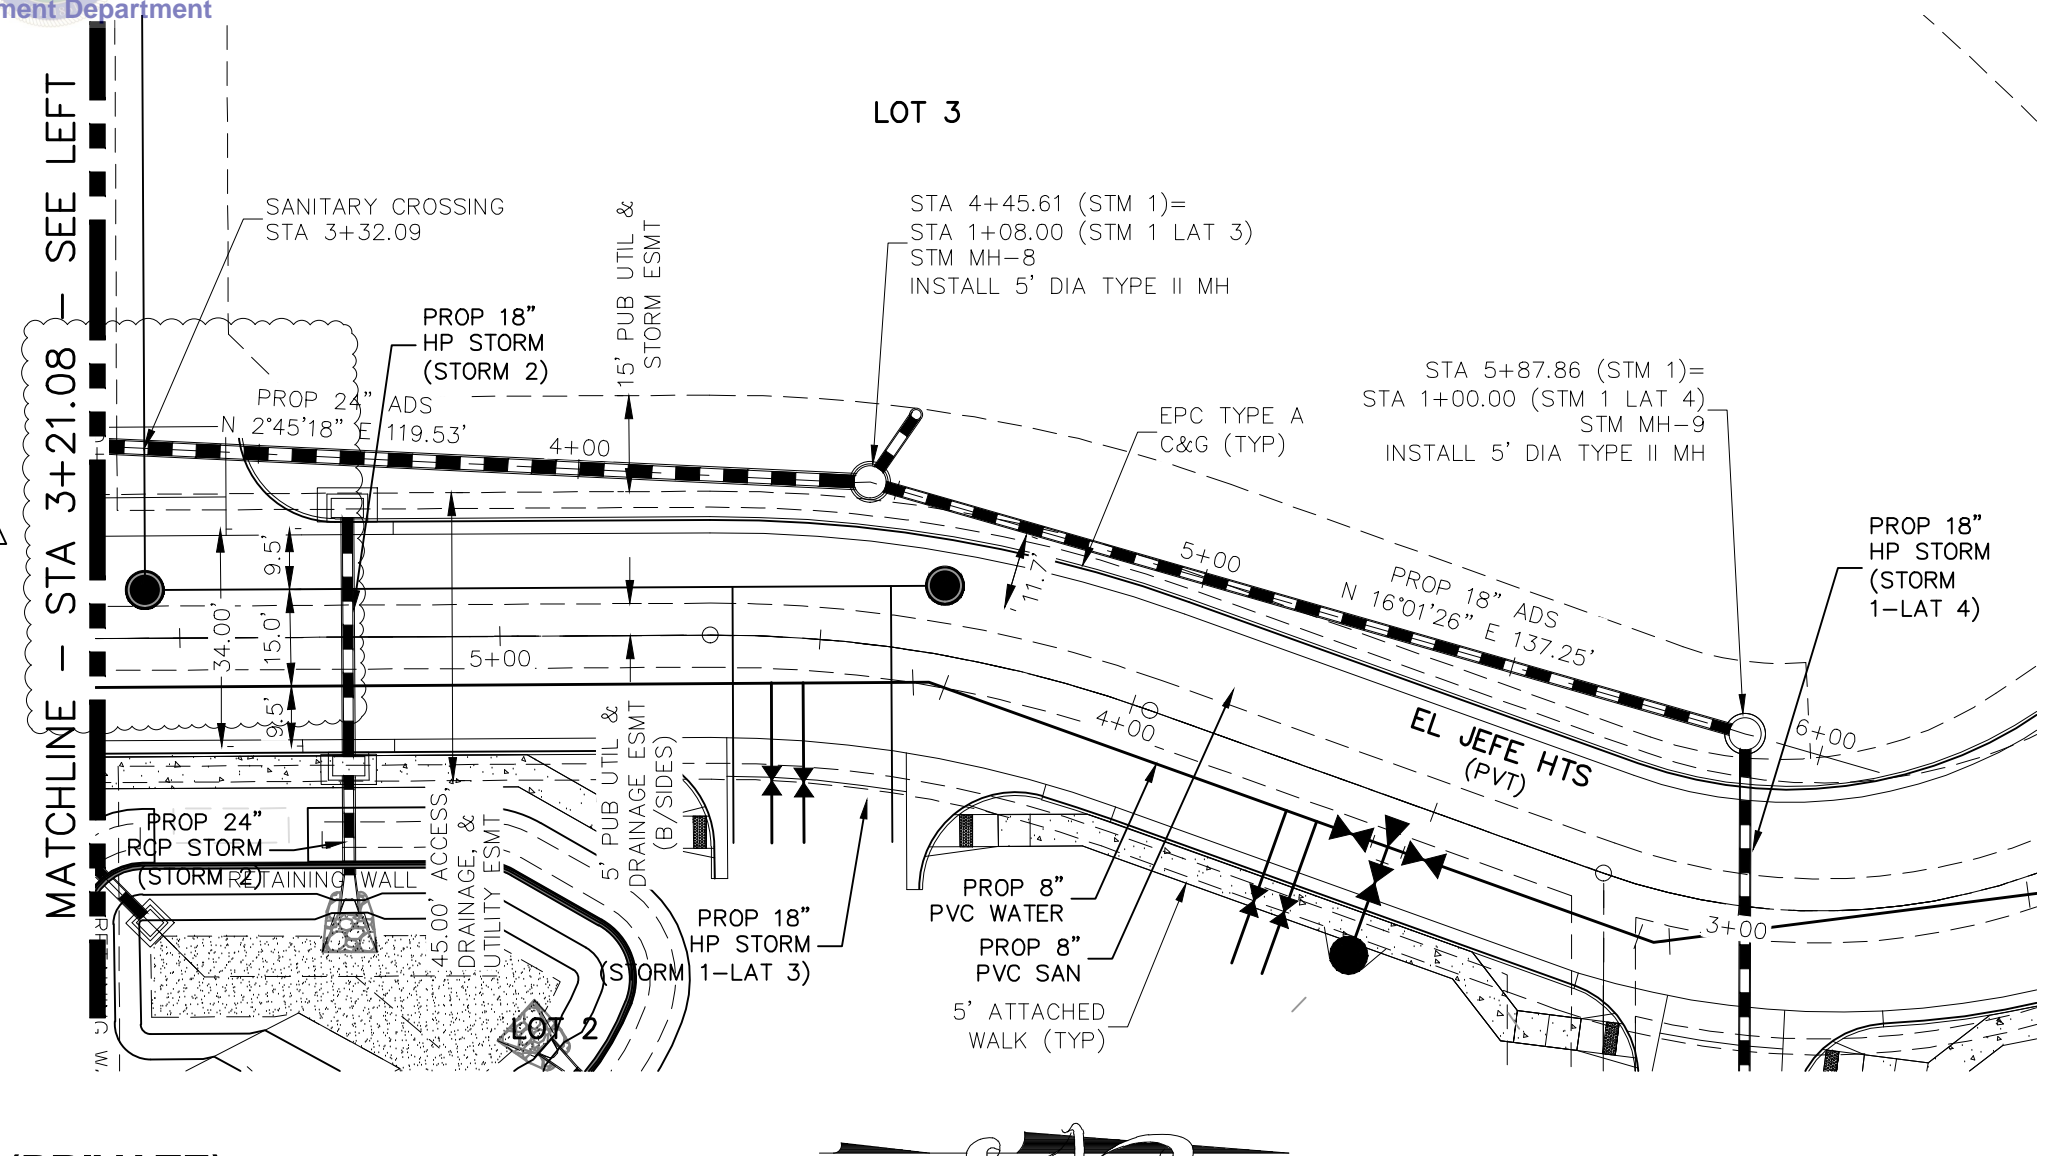 ment Department
MATCHLINE – STA 3+21.08 – SEE LEFT
LOT 3
SANITARY CROSSING
STA 3+32.09
PROP 18"
HP STORM
(STORM 2)
15' PUB UTIL &
STORM ESMT
STA 4+45.61 (STM 1)=
STA 1+08.00 (STM 1 LAT 3)
STM MH–8
INSTALL 5' DIA TYPE II MH
STA 5+87.86 (STM 1)=
STA 1+00.00 (STM 1 LAT 4)
STM MH–9
INSTALL 5' DIA TYPE II MH
EPC TYPE A
C&G (TYP)
PROP 24" ADS
N 2°45'18" E 119.53'
4+00
5+00
PROP 18" ADS
N 16°01'26" E 137.25'
PROP 18"
HP STORM
(STORM
1–LAT 4)
6+00
11.7'
9.5'
34.00'
15.0'
9.5'
5+00
4+00
EL JEFE HTS
(PVT)
3+00
5' PUB UTIL &
DRAINAGE ESMT
(B/SIDES)
45.00' ACCESS,
DRAINAGE, &
UTILITY ESMT
PROP 24"
RCP STORM
(STORM 2)
RETAINING WALL
RETAINING W
PROP 18"
HP STORM
(STORM 1–LAT 3)
PROP 8"
PVC WATER
PROP 8"
PVC SAN
5' ATTACHED
WALK (TYP)
LOT 2